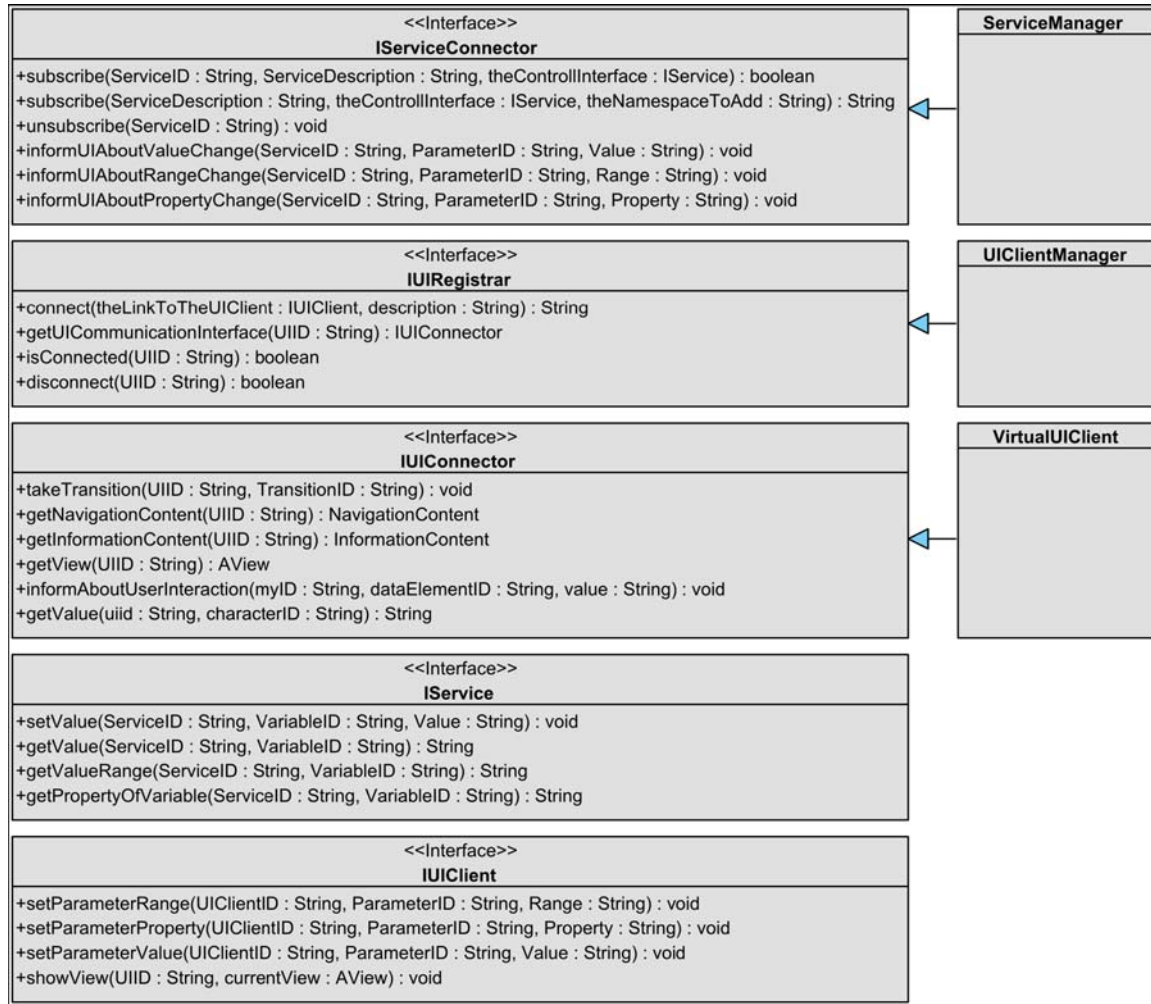 <<Interface>>
IServiceConnector
+subscribe(ServiceID : String, ServiceDescription : String, theControllInterface : IService) : boolean
+subscribe(ServiceDescription : String, theControllInterface : IService, theNamespaceToAdd : String) : String
+unsubscribe(ServiceID : String) : void
+informUIAboutValueChange(ServiceID : String, ParameterID : String, Value : String) : void
+informUIAboutRangeChange(ServiceID : String, ParameterID : String, Range : String) : void
+informUIAboutPropertyChange(ServiceID : String, ParameterID : String, Property : String) : void
ServiceManager
<<Interface>>
IUIRegistrar
+connect(theLinkToTheUIClient : IUIClient, description : String) : String
+getUICommunicationInterface(UIID : String) : IUIConnector
+isConnected(UIID : String) : boolean
+disconnect(UIID : String) : boolean
UIClientManager
<<Interface>>
IUIConnector
+takeTransition(UIID : String, TransitionID : String) : void
+getNavigationContent(UIID : String) : NavigationContent
+getInformationContent(UIID : String) : InformationContent
+getView(UIID : String) : AView
+informAboutUserInteraction(myID : String, dataElementID : String, value : String) : void
+getValue(uiid : String, characterID : String) : String
VirtualUIClient
<<Interface>>
IService
+setValue(ServiceID : String, VariableID : String, Value : String) : void
+getValue(ServiceID : String, VariableID : String) : String
+getValueRange(ServiceID : String, VariableID : String) : String
+getPropertyOfVariable(ServiceID : String, VariableID : String) : String
<<Interface>>
IUIClient
+setParameterRange(UIClientID : String, ParameterID : String, Range : String) : void
+setParameterProperty(UIClientID : String, ParameterID : String, Property : String) : void
+setParameterValue(UIClientID : String, ParameterID : String, Value : String) : void
+showView(UIID : String, currentView : AView) : void